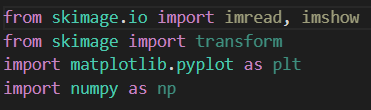 from skimage.io import imread, imshow
from skimage import transform
import matplotlib.pyplot as plt
import numpy as np